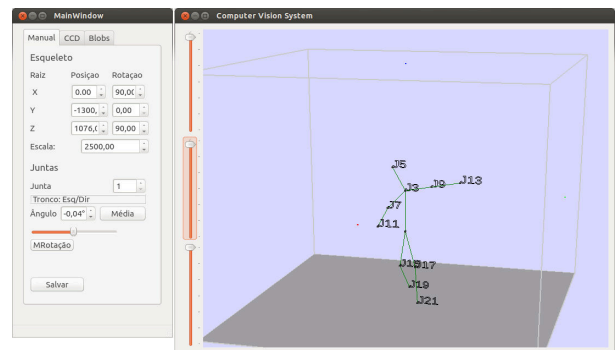 MainWindow
Manual CCD Blobs
Esqueleto
Raiz Posiçao Rotaçao
X 0.00 90,0(
Y -1300, 0,00
Z 1076,( 90,00
Escala: 2500,00
Juntas
Junta 1
Tronco: Esq/Dir
Ângulo -0,04° Média
MRotação
Salvar
Computer Vision System
J5
J3 J9 J13
J7
J11
J17
J19
J21